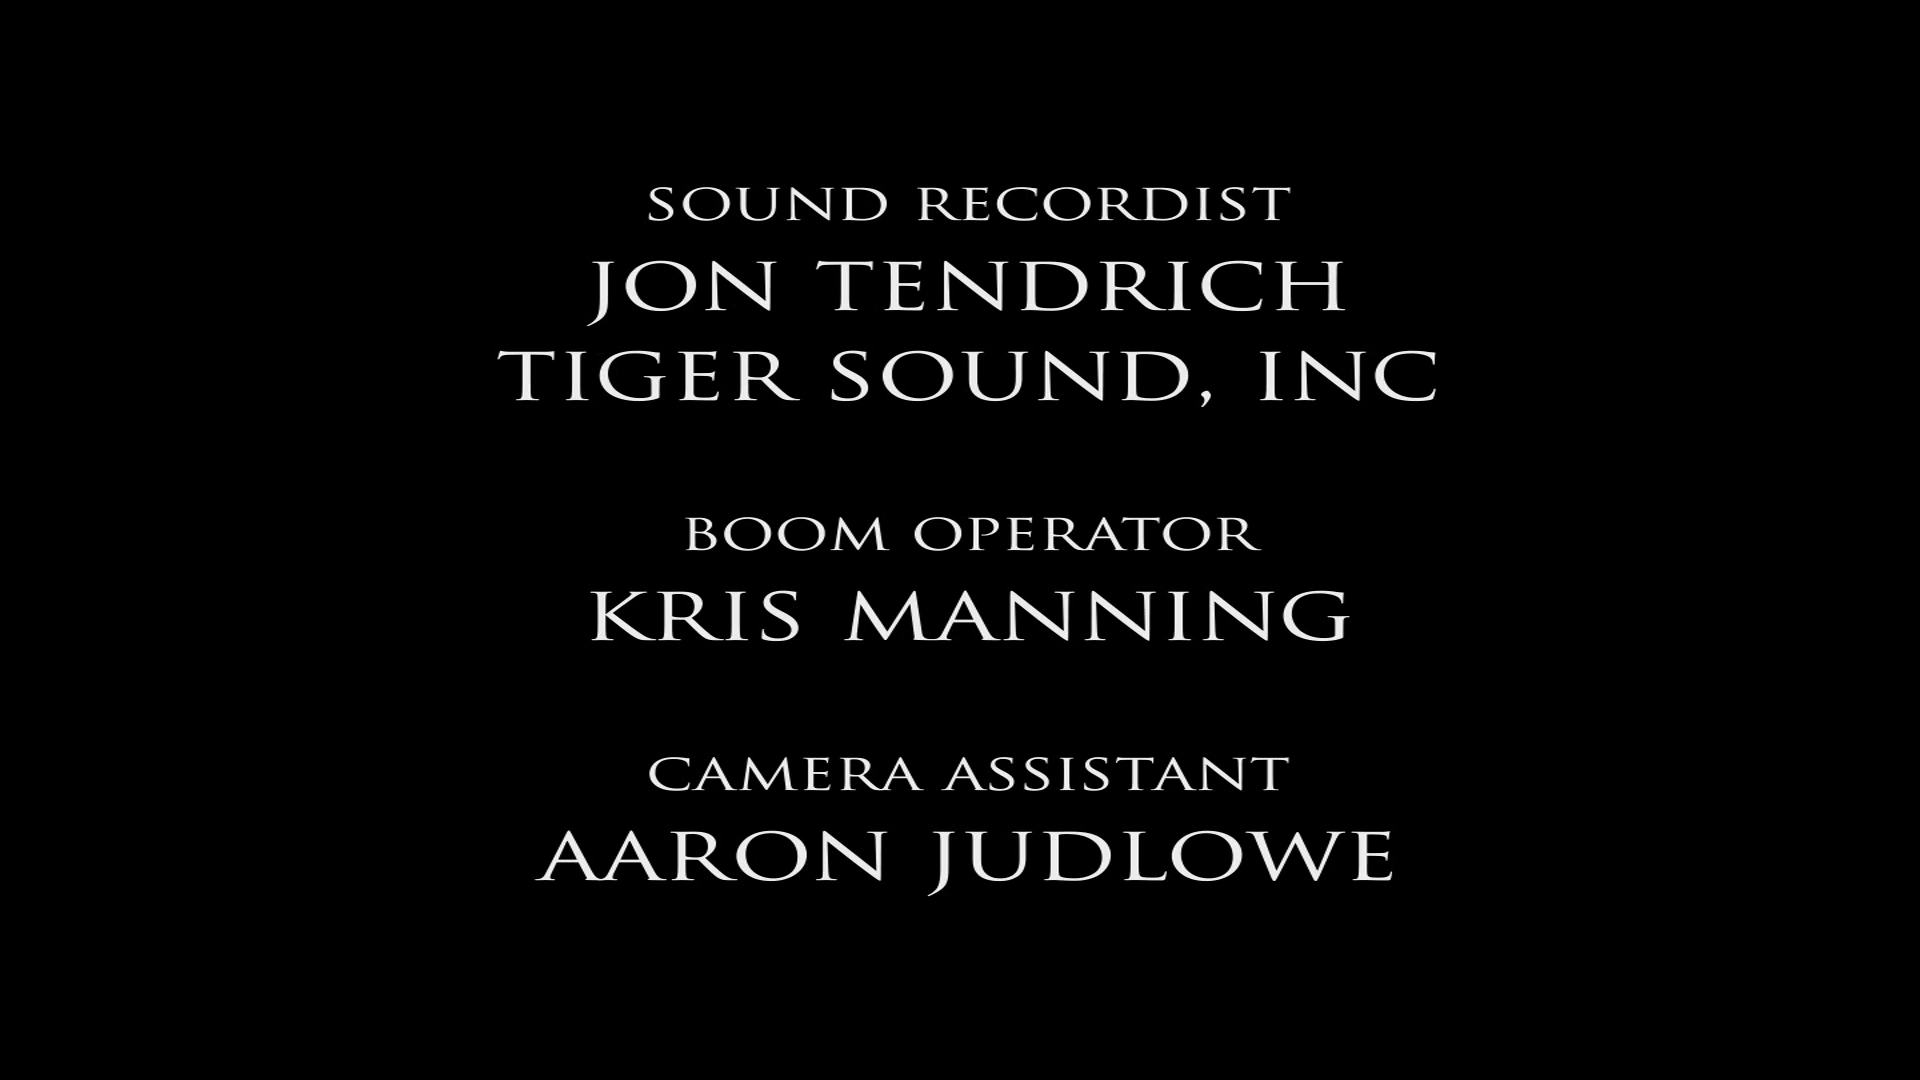 SOUND RECORDIST
JON TENDRICH
TIGER SOUND, INC
BOOM OPERATOR
KRIS MANNING
CAMERA ASSISTANT
AARON JUDLOWE